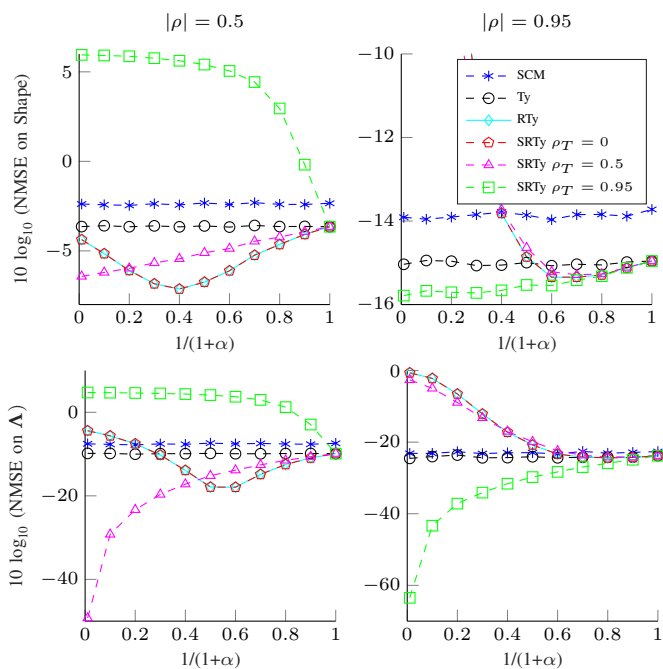 |ρ| = 0.5
|ρ| = 0.95
10 log₁₀ (NMSE on Shape)
5
0
−5
0
0.2
0.4
0.6
0.8
1
1/(1+α)
−10
−12
−14
−16
0
0.2
0.4
0.6
0.8
1
1/(1+α)
SCM
Ty
RTy
SRTy ρ_T = 0
SRTy ρ_T = 0.5
SRTy ρ_T = 0.95
10 log₁₀ (NMSE on Λ)
0
−20
−40
0
0.2
0.4
0.6
0.8
1
1/(1+α)
0
−20
−40
−60
0
0.2
0.4
0.6
0.8
1
1/(1+α)